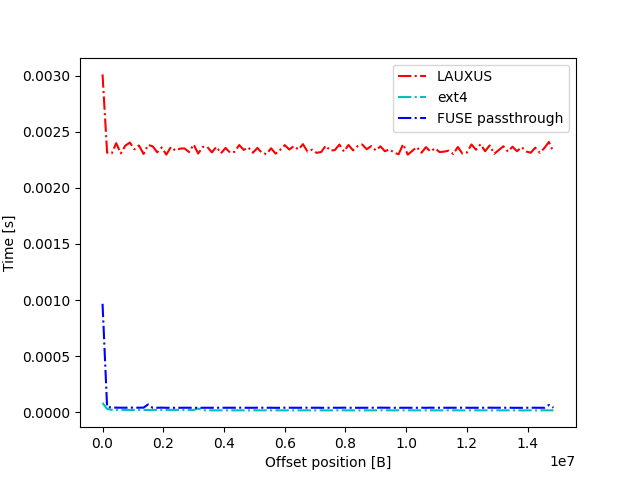 LAUXUS
ext4
FUSE passthrough
0.0030
0.0025
0.0020
0.0015
0.0010
0.0005
0.0000
Time [s]
0.0 0.2 0.4 0.6 0.8 1.0 1.2 1.4
1e7
Offset position [B]